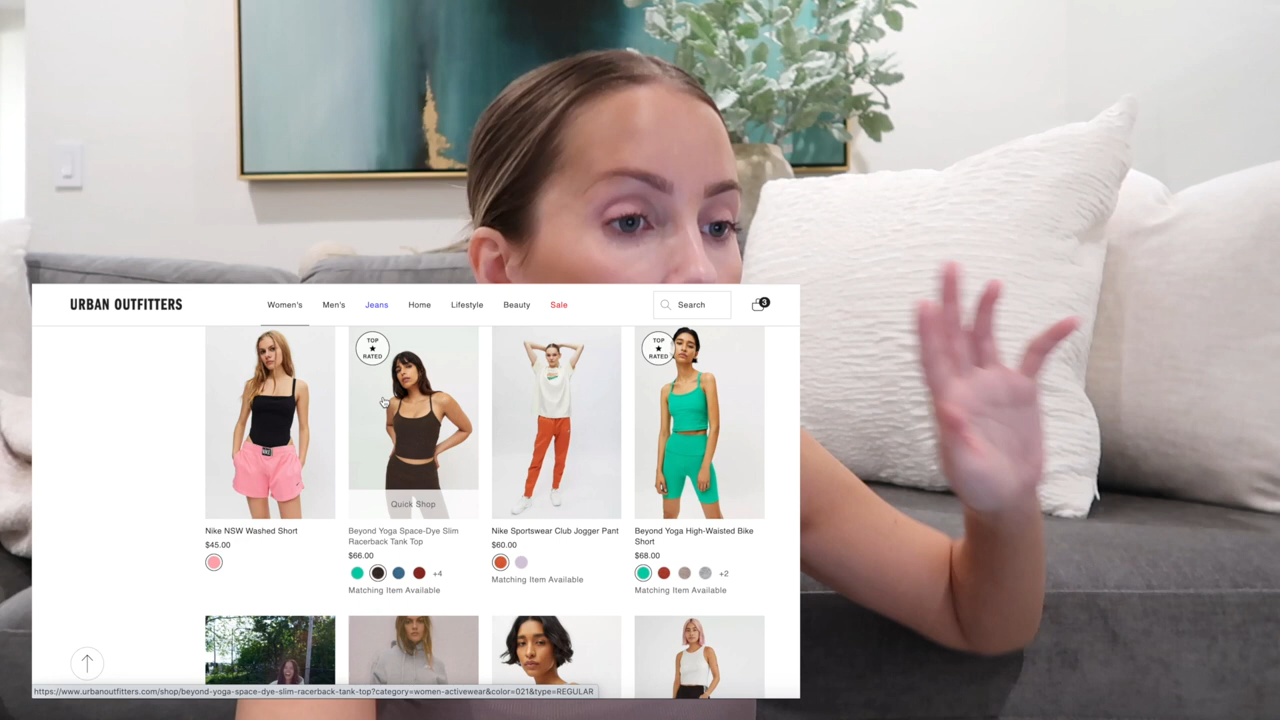 URBAN OUTFITTERS
Women's Men's Jeans Home Lifestyle Beauty Sale
Search
3
TOP
RATED
TOP
RATED
Quick Shop
Nike NSW Washed Short
$45.00
Beyond Yoga Space-Dye Slim
Racerback Tank Top
$66.00
+4
Matching Item Available
Nike Sportswear Club Jogger Pant
$60.00
Matching Item Available
Beyond Yoga High-Waisted Bike
Short
$68.00
+2
Matching Item Available
https://www.urbanoutfitters.com/shop/beyond-yoga-space-dye-slim-racerback-tank-top?category=women-activewear&color=021&type=REGULAR